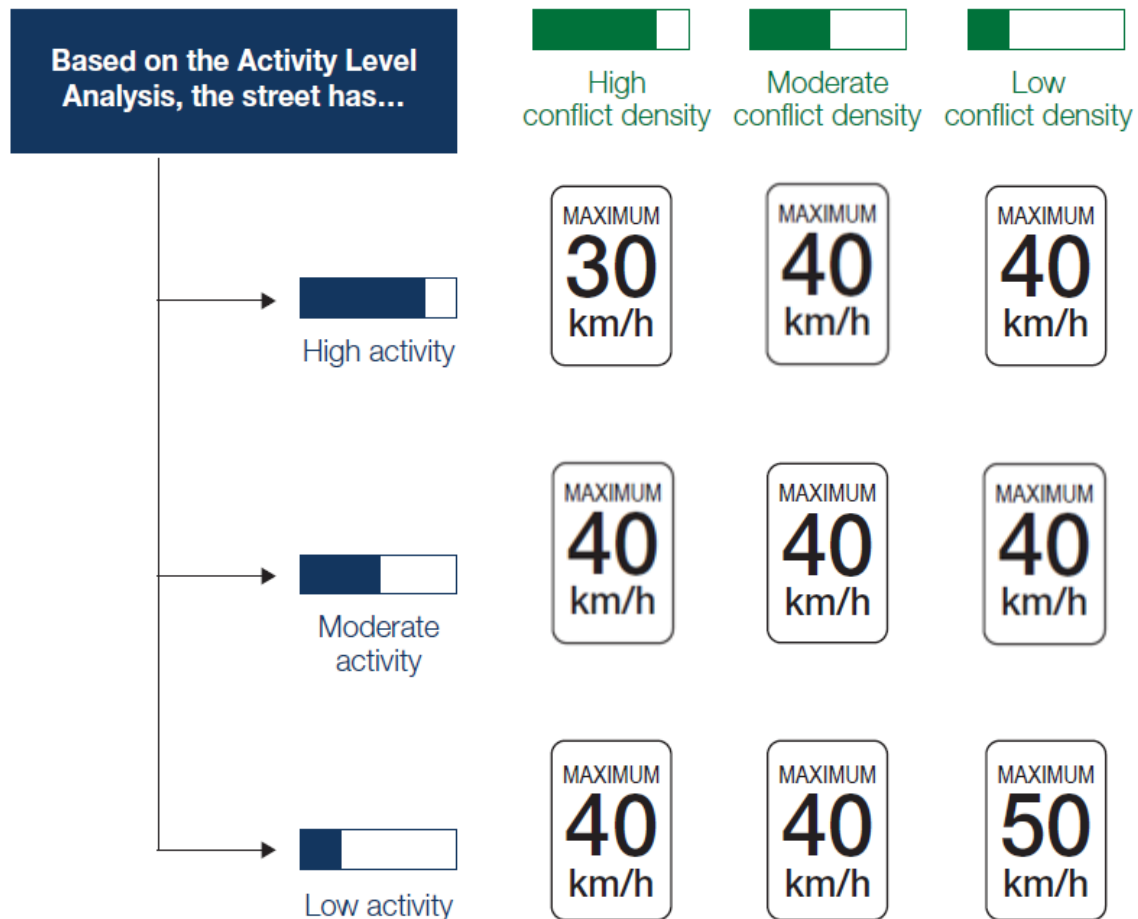 Based on the Activity Level
Analysis, the street has...
High
conflict density
Moderate
conflict density
Low
conflict density
High activity
MAXIMUM
30
km/h
MAXIMUM
40
km/h
MAXIMUM
40
km/h
Moderate
activity
MAXIMUM
40
km/h
MAXIMUM
40
km/h
MAXIMUM
40
km/h
Low activity
MAXIMUM
40
km/h
MAXIMUM
40
km/h
MAXIMUM
50
km/h